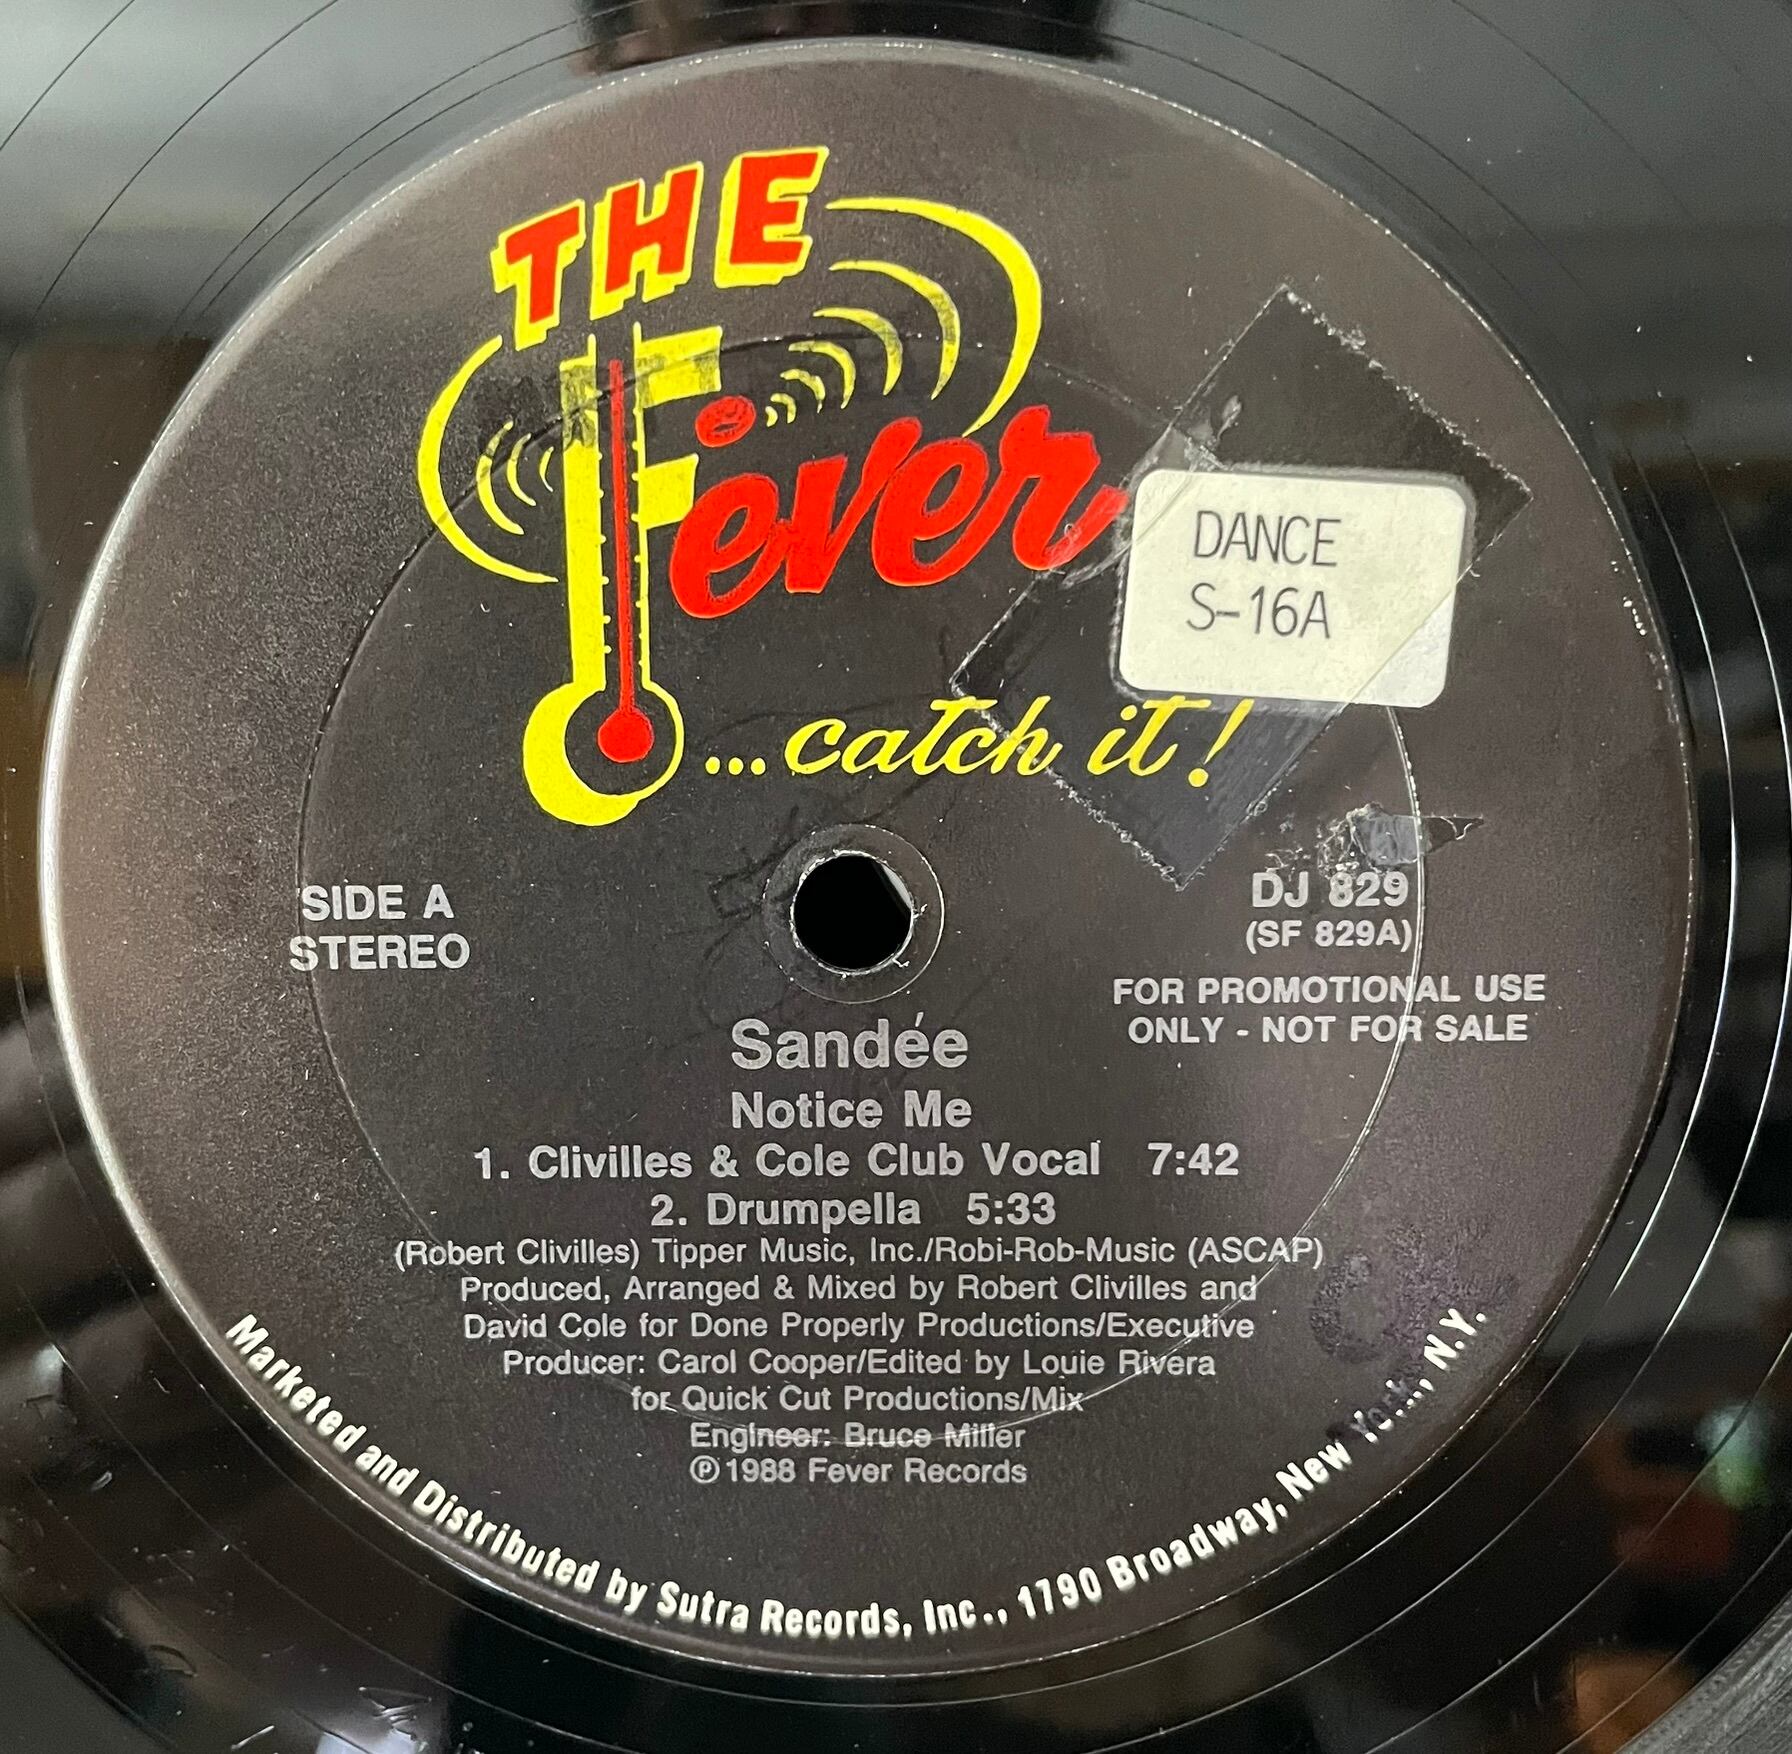 THE
Fever
...catch it!
DANCE
S-16A
SIDE A
STEREO
DJ 829
(SF 829A)
FOR PROMOTIONAL USE
ONLY - NOT FOR SALE
Sandée
Notice Me
1. Clivilles & Cole Club Vocal 7:42
2. Drumpella 5:33
(Robert Clivilles) Tipper Music, Inc./Robi-Rob-Music (ASCAP)
Produced, Arranged & Mixed by Robert Clivilles and
David Cole for Done Properly Productions/Executive
Producer: Carol Cooper/Edited by Louie Rivera
for Quick Cut Productions/Mix
Engineer: Bruce Miller
℗ 1988 Fever Records
Marketed and Distributed by Sutra Records, Inc., 1790 Broadway, New York, N.Y.